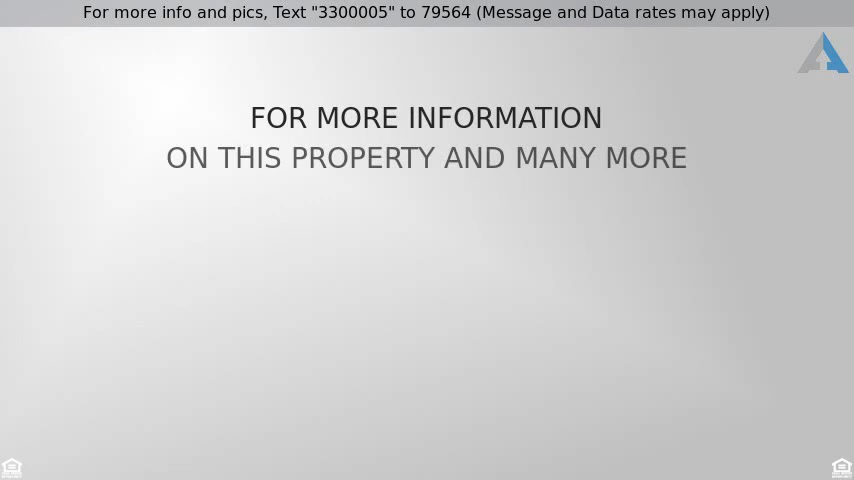 For more info and pics, Text "3300005" to 79564 (Message and Data rates may apply)
FOR MORE INFORMATION
ON THIS PROPERTY AND MANY MORE